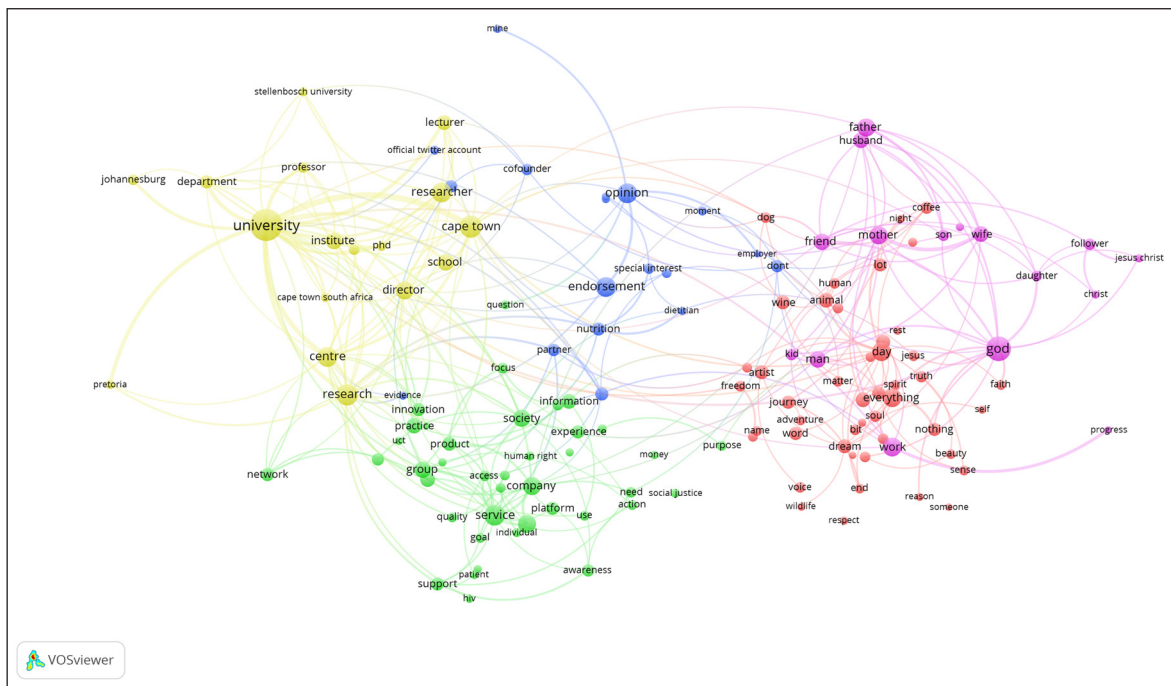 mine
stellenbosch university
lecturer
father
husband
official twitter account
professor
cofounder
johannesburg
department
researcher
opinion
coffee
university
cape town
moment
dog
night
institute
phd
friend
mother
son
wife
follower
school
employer
dont
lot
jesus christ
special interest
daughter
director
endorsement
human
cape town south africa
question
dietitian
wine
animal
christ
nutrition
rest
centre
partner
kid
man
day
jesus
god
focus
artist
pretoria
freedom
matter
spirit
truth
faith
research
evidence
information
journey
everything
innovation
self
society
adventure
soul
practice
experience
name
word
bit
nothing
progress
uct
product
human right
money
purpose
dream
work
beauty
network
group
access
sense
company
need
social justice
voice
end
action
quality
service
platform
use
wildlife
reason
someone
goal
individual
respect
patient
awareness
support
hiv
VOSviewer